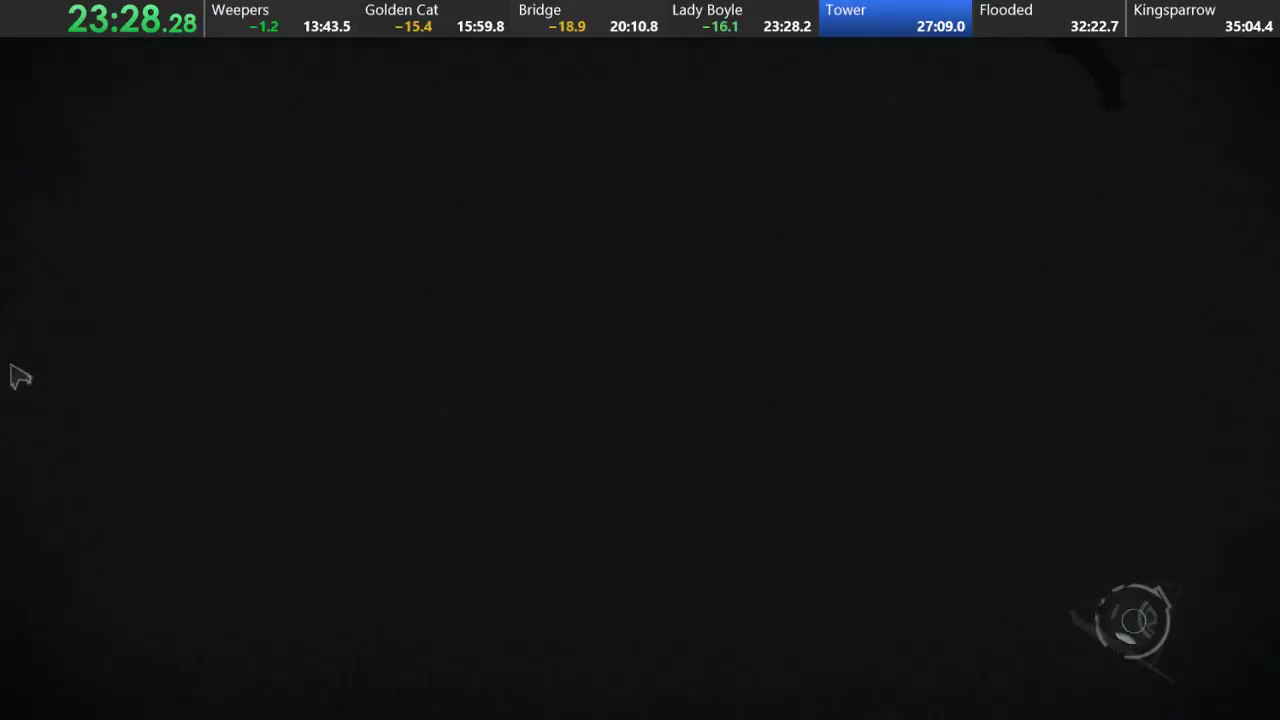 23:28.28
Weepers
−1.2 13:43.5
Golden Cat
−15.4 15:59.8
Bridge
−18.9 20:10.8
Lady Boyle
−16.1 23:28.2
Tower
27:09.0
Flooded
32:22.7
Kingsparrow
35:04.4